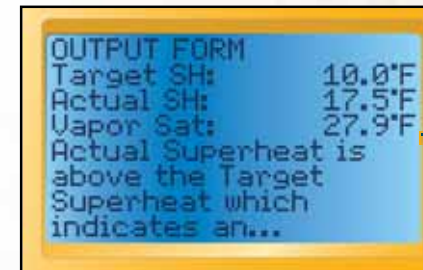 OUTPUT FORM
Target SH: 10.0°F
Actual SH: 17.5°F
Vapor Sat: 27.9°F
Actual Superheat is
above the Target
Superheat which
indicates an...